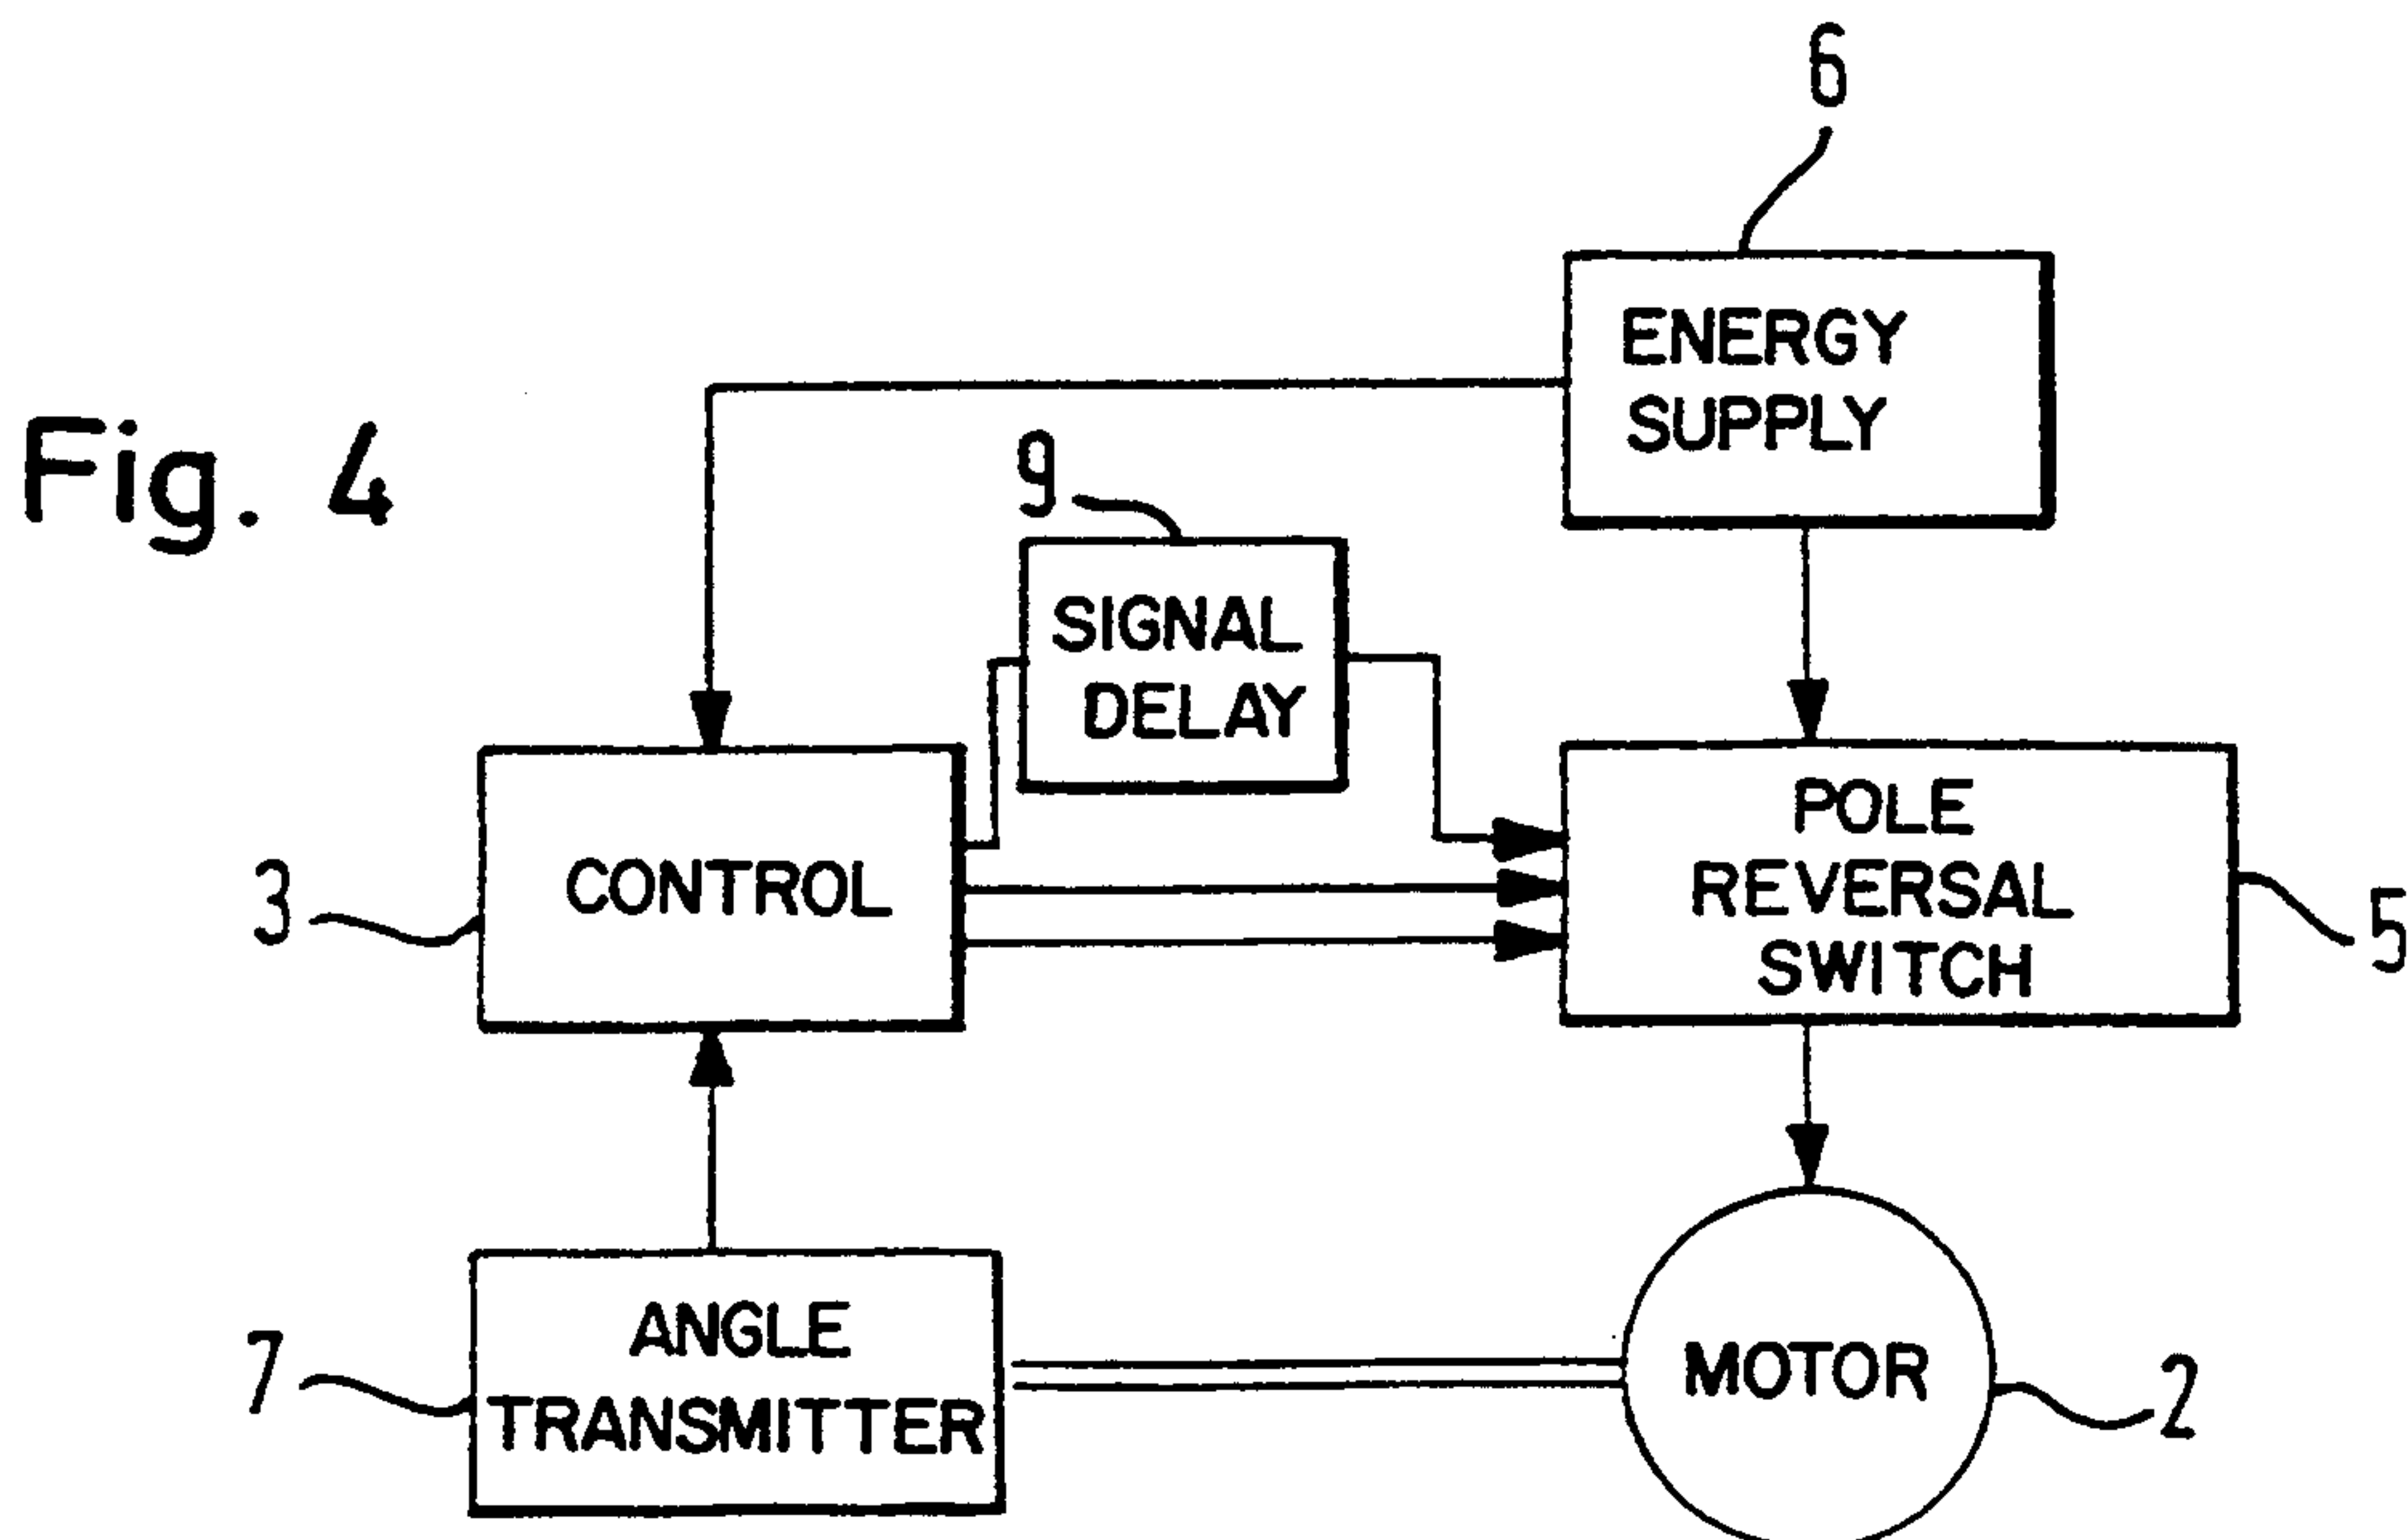 6
ENERGY
SUPPLY
Fig. 4
9
SIGNAL
DELAY
POLE
REVERSAL
SWITCH
CONTROL
3
5
ANGLE
TRANSMITTER
7
MOTOR
2